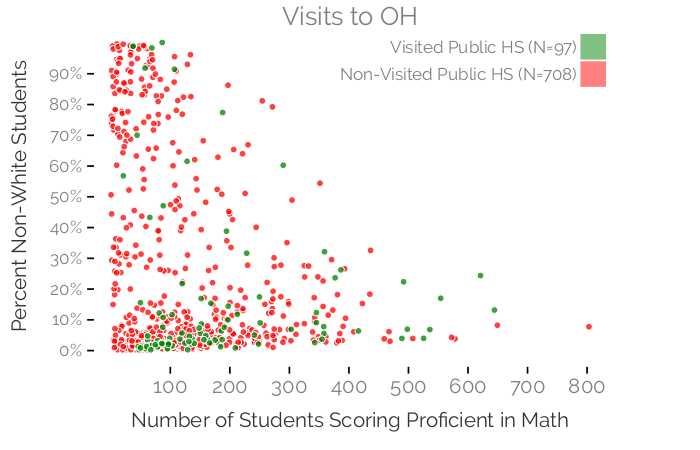 Visits to OH
Visited Public HS (N=97)
Non-Visited Public HS (N=708)
Percent Non-White Students
90%
80%
70%
60%
50%
40%
30%
20%
10%
0%
100 200 300 400 500 600 700 800
Number of Students Scoring Proficient in Math